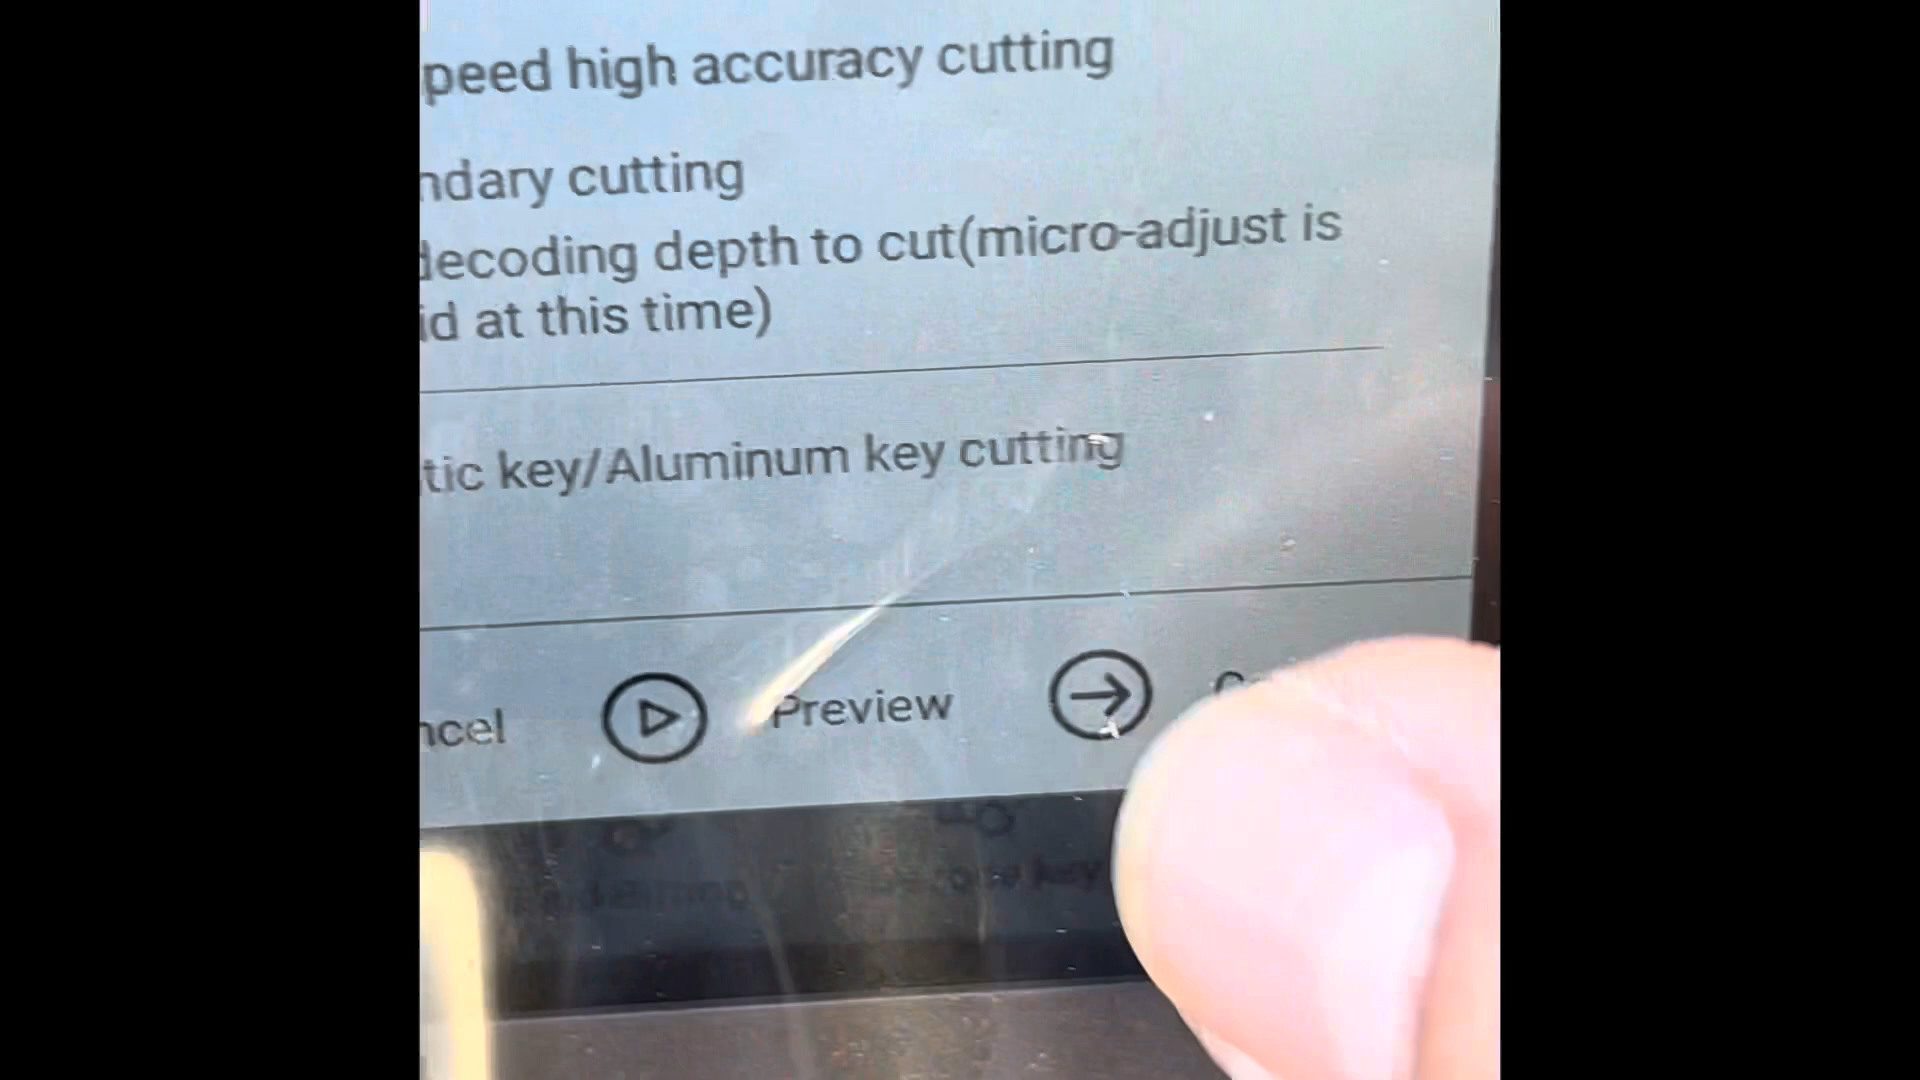 peed high accuracy cutting
ndary cutting
decoding depth to cut(micro-adjust is
id at this time)
tic key/Aluminum key cutting
ncel
Preview
key